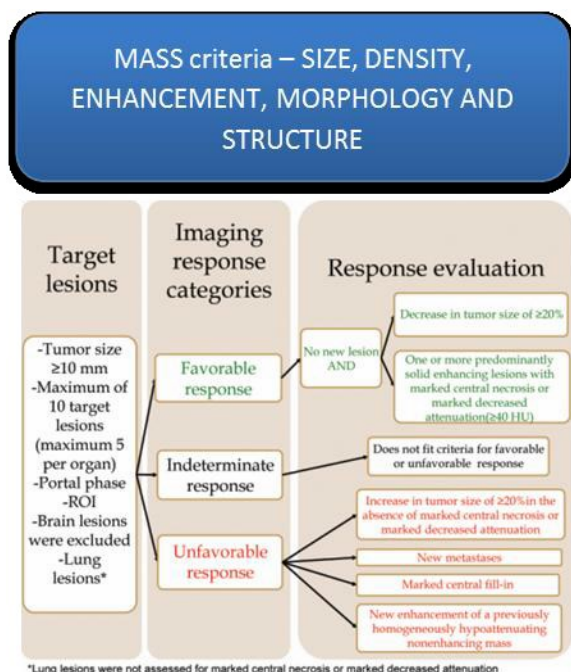 MASS criteria – SIZE, DENSITY,
ENHANCEMENT, MORPHOLOGY AND
STRUCTURE
Target
lesions
Imaging
response
categories
Response evaluation
-Tumor size
≥10 mm
-Maximum of
10 target
lesions
(maximum 5
per organ)
-Portal phase
-ROI
-Brain lesions
were excluded
-Lung
lesions*
Favorable
response
No new lesion
AND
Decrease in tumor size of ≥20%
One or more predominantly
solid enhancing lesions with
marked central necrosis or
marked decreased
attenuation(≥40 HU)
Indeterminate
response
Does not fit criteria for favorable
or unfavorable response
Unfavorable
response
Increase in tumor size of ≥20%in the
absence of marked central necrosis or
marked decreased attenuation
New metastases
Marked central fill-in
New enhancement of a previously
homogeneously hypoattenuating
nonenhancing mass
*Lung lesions were not assessed for marked central necrosis or marked decreased attenuation